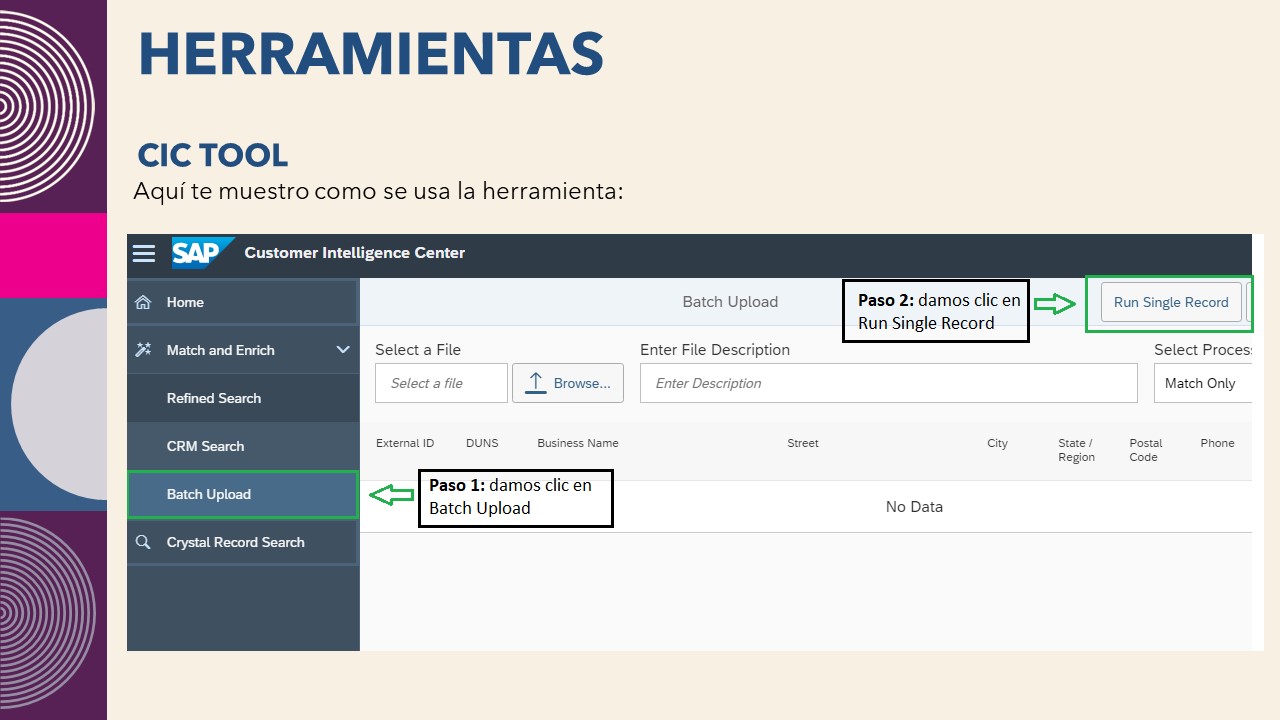 HERRAMIENTAS
CIC TOOL
Aquí te muestro como se usa la herramienta:
SAP Customer Intelligence Center
Home
Match and Enrich
Refined Search
CRM Search
Batch Upload
Crystal Record Search
Batch Upload
Paso 2: damos clic en
Run Single Record
Run Single Record
Select a File
Enter File Description
Select Proces
Select a file
Browse...
Enter Description
Match Only
External ID
DUNS
Business Name
Street
City
State /
Region
Postal
Code
Phone
Paso 1: damos clic en
Batch Upload
No Data